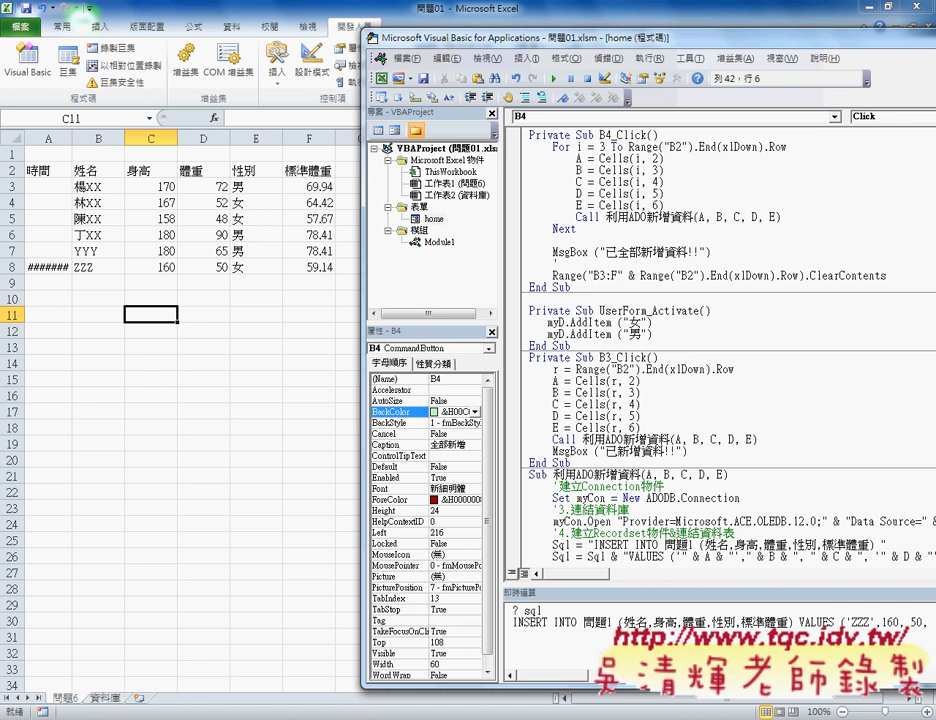 問題01 - Microsoft Excel
檔案 常用 插入 版面配置 公式 資料 校閱 檢視 開發人
Visual Basic 巨集 錄製巨集 以相對位置錄製 巨集安全性 增益集 COM 增益集 插入 設計模式
程式碼 增益集 控制項
C11 fx
A B C D E F
時間 姓名 身高 體重 性別 標準體重
3 楊XX 170 72 男 69.94
4 林XX 167 52 女 64.42
5 陳XX 158 48 女 57.67
6 丁XX 180 90 男 78.41
7 YYY 180 65 男 78.41
8 ####### ZZZ 160 50 女 59.14
問題6 資料庫
就緒 100%
Microsoft Visual Basic for Applications - 問題01.xlsm - [home (程式碼)]
檔案(F) 編輯(E) 檢視(V) 插入(I) 格式(O) 偵錯(D) 執行(R) 工具(T) 增益集(A) 視窗(W) 說明(H)
列 42，行 6
專案 - VBAProject
VBAProject (問題01.xls
Microsoft Excel 物件
ThisWorkbook
工作表1 (問題6)
工作表2 (資料庫)
表單
home
模組
Module1
屬性 - B4
B4 CommandButton
字母順序 性質分類
(Name) B4
Accelerator
AutoSize False
BackColor &H00C
BackStyle 1 - fmBackSty
Cancel False
Caption 全部新增
ControlTipText
Default False
Enabled True
Font 新細明體
ForeColor &H0000008
Height 24
HelpContextID 0
Left 216
Locked False
MouseIcon (無)
MousePointer 0 - fmMousePo
Picture (無)
PicturePosition 7 - fmPicturePo
TabIndex 13
TabStop True
Tag
TakeFocusOnCli True
Top 108
Visible True
Width 60
WordWrap False
B4 Click
Private Sub B4_Click()
For i = 3 To Range("B2").End(xlDown).Row
A = Cells(i, 2)
B = Cells(i, 3)
C = Cells(i, 4)
D = Cells(i, 5)
E = Cells(i, 6)
Call 利用ADO新增資料(A, B, C, D, E)
Next
MsgBox ("已全部新增資料!!")
'
Range("B3:F" & Range("B2").End(xlDown).Row).ClearContents
End Sub
Private Sub UserForm_Activate()
myD.AddItem ("女")
myD.AddItem ("男")
End Sub
Private Sub B3_Click()
r = Range("B2").End(xlDown).Row
A = Cells(r, 2)
B = Cells(r, 3)
C = Cells(r, 4)
D = Cells(r, 5)
E = Cells(r, 6)
Call 利用ADO新增資料(A, B, C, D, E)
MsgBox ("已新增資料!!")
End Sub
Sub 利用ADO新增資料(A, B, C, D, E)
'建立Connection物件
Set myCon = New ADODB.Connection
'3.連結資料庫
myCon.Open "Provider=Microsoft.ACE.OLEDB.12.0;" & "Data Source=" &
'4.建立Recordset物件&連結資料表
Sql = "INSERT INTO 問題1 (姓名,身高,體重,性別,標準體重) "
Sql = Sql & "VALUES ('" & A & "'," & B & ", " & C & ", '" & D & "'
即時運算
? sql
INSERT INTO 問題1 (姓名,身高,體重,性別,標準體重) VALUES ('ZZZ',160, 50,
http://www.tqc.idv.tw/
吳清輝老師錄製